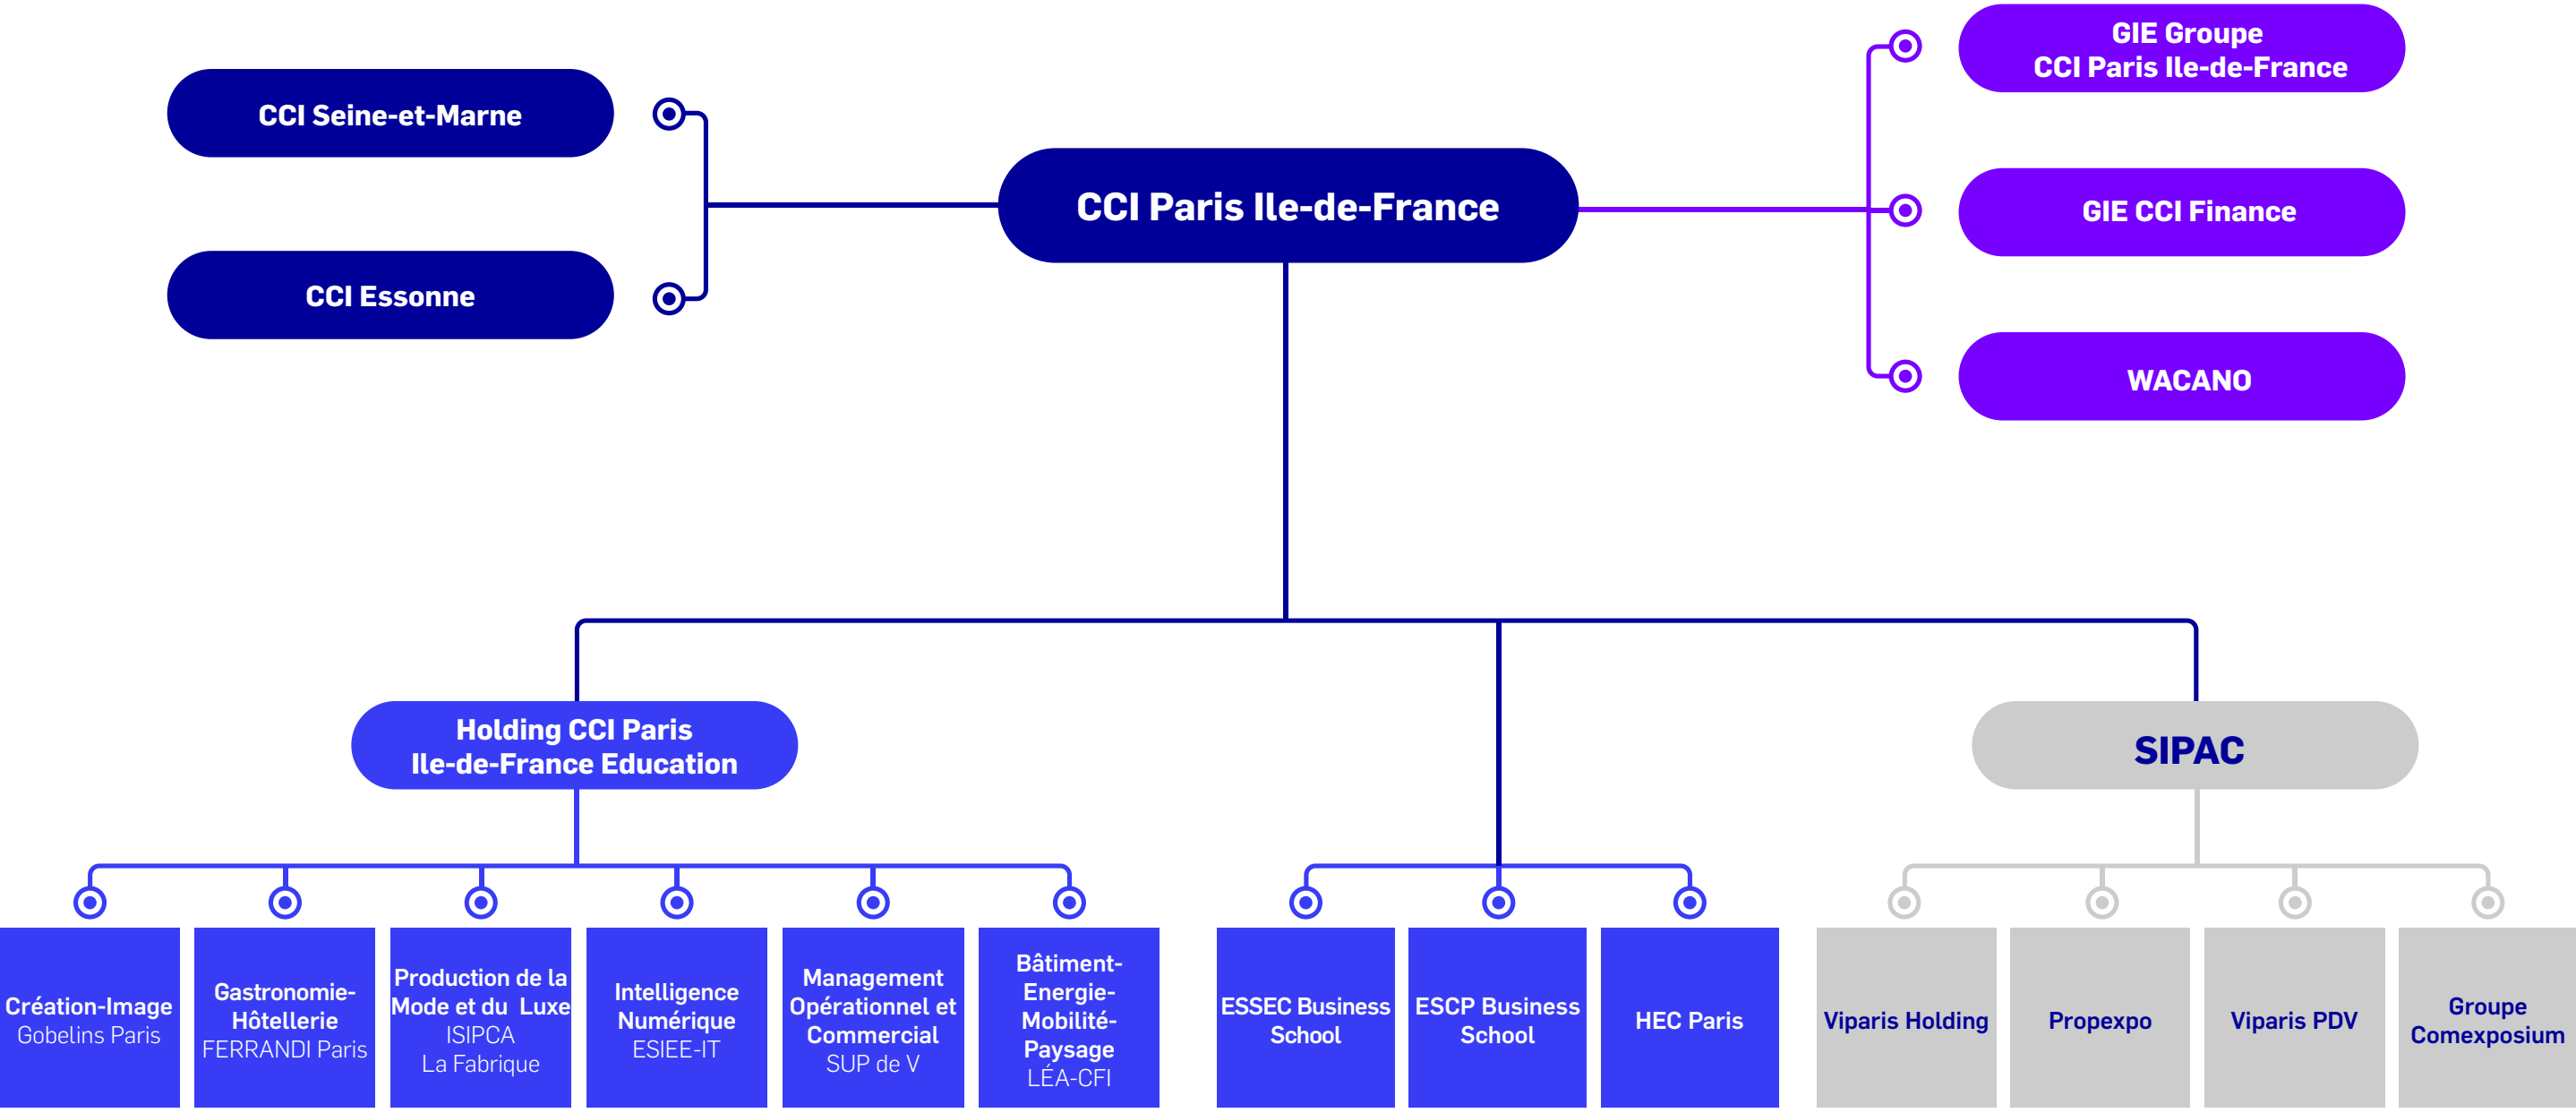 GIE Groupe
CCI Paris Ile-de-France
CCI Seine-et-Marne
CCI Paris Ile-de-France
GIE CCI Finance
CCI Essonne
WACANO
Holding CCI Paris
Ile-de-France Education
SIPAC
Création-Image
Gobelins Paris
Gastronomie-
Hôtellerie
FERRANDI Paris
Production de la
Mode et du Luxe
ISIPCA
La Fabrique
Intelligence
Numérique
ESIEE-IT
Management
Opérationnel et
Commercial
SUP de V
Bâtiment-
Energie-
Mobilité-
Paysage
LÉA-CFI
ESSEC Business
School
ESCP Business
School
HEC Paris
Viparis Holding
Propexpo
Viparis PDV
Groupe
Comexposium